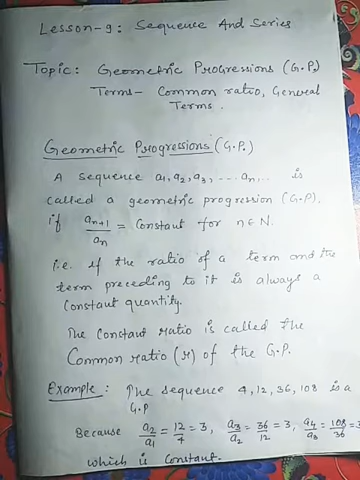 Lesson-9: Sequence And Series
Topic: Geometric Progressions (G.P.)
Terms- Common ratio, General
Terms.
Geometric Progressions (G.P.)
A sequence a₁, a₂, a₃, ... aₙ, .. is
called a geometric progression (G.P),
if aₙ₊₁/aₙ = Constant for n∈N.
i.e. if the ratio of a term and the
term preceding to it is always a
Constant quantity.
The Constant ratio is called the
Common ratio (r) of the G.P.
Example: The sequence 4, 12, 36, 108 is a
G.P
Because a₂/a₁ = 12/7 = 3, a₃/a₂ = 36/12 = 3, a₄/a₃ = 108/36 = 3
which is Constant.